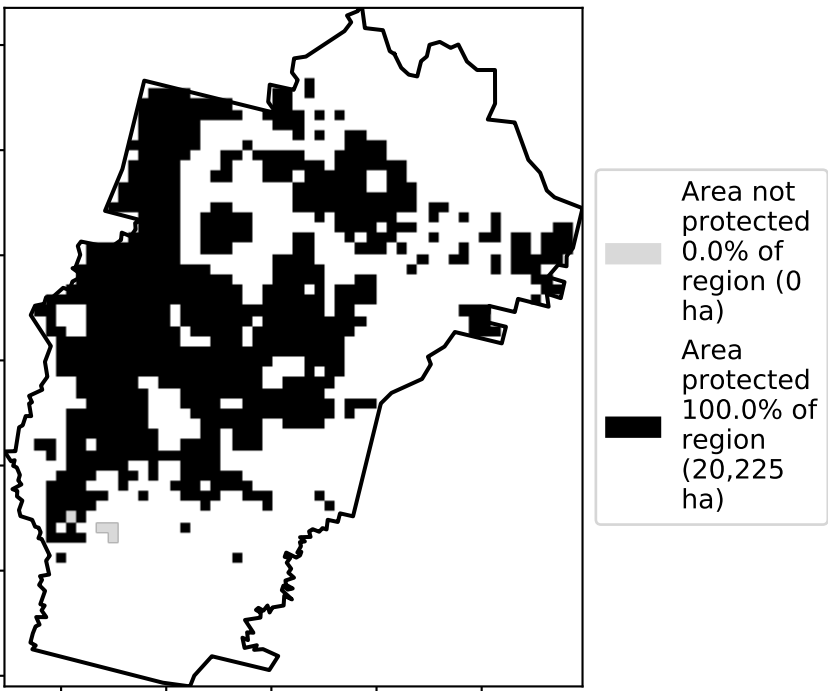 Area not
protected
0.0% of
region (0
ha)
Area
protected
100.0% of
region
(20,225
ha)